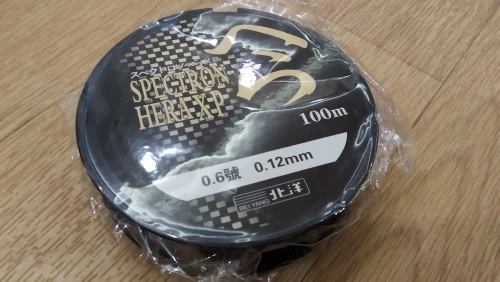 SPECTRON
HERA-X-P
100m
0.6號 0.12mm
BEI YANG 北洋